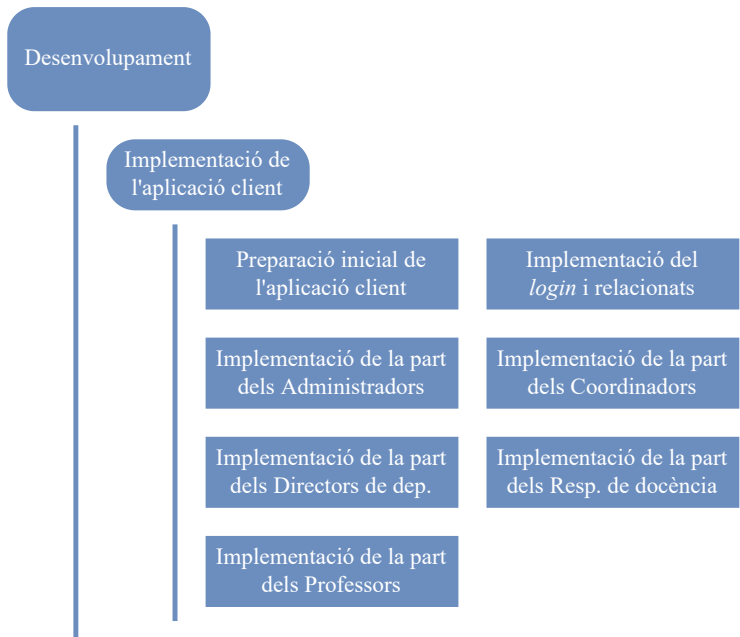 Desenvolupament
Implementació de
l'aplicació client
Preparació inicial de
l'aplicació client
Implementació del
login i relacionats
Implementació de la part
dels Administradors
Implementació de la part
dels Coordinadors
Implementació de la part
dels Directors de dep.
Implementació de la part
dels Resp. de docència
Implementació de la part
dels Professors